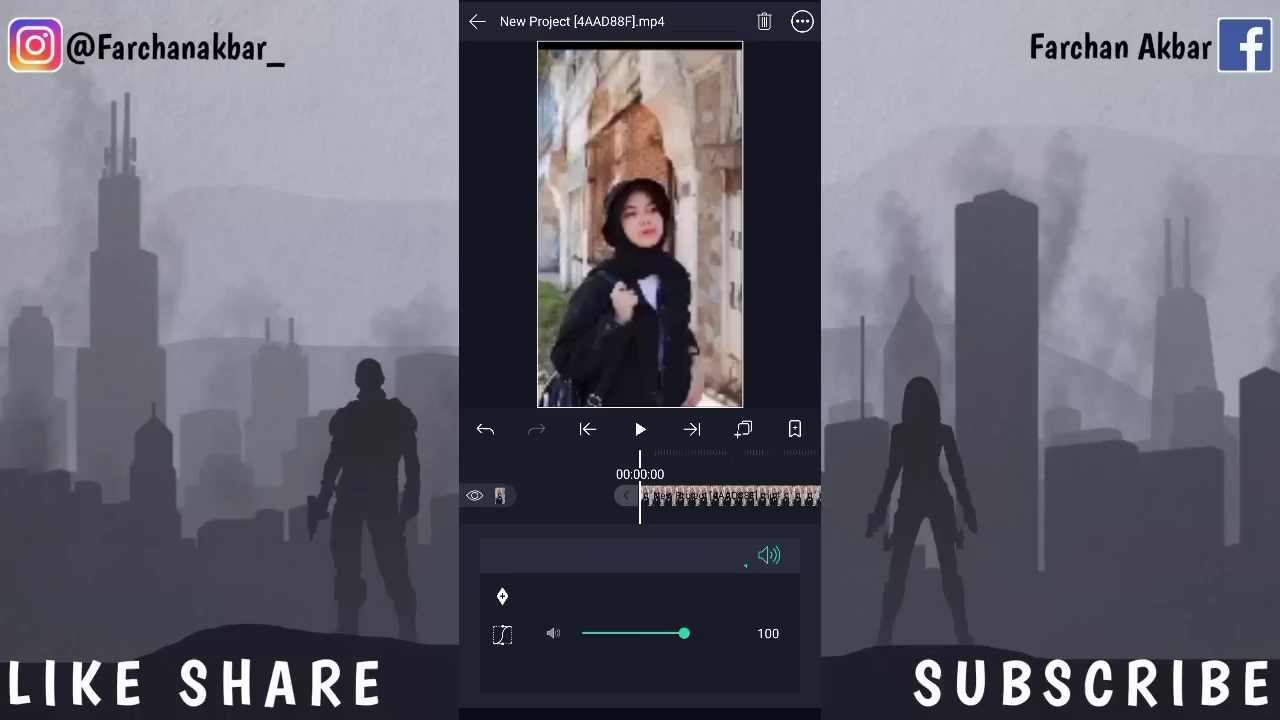 @Farchanakbar_
New Project [4AAD88F].mp4
Farchan Akbar
00:00:00
100
LIKE SHARE
SUBSCRIBE